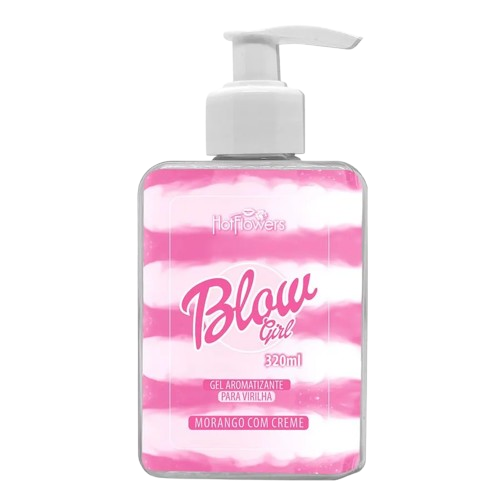 HotFlowers
Blow
Girl
320ml
GEL AROMATIZANTE
PARA VIRILHA
MORANGO COM CREME